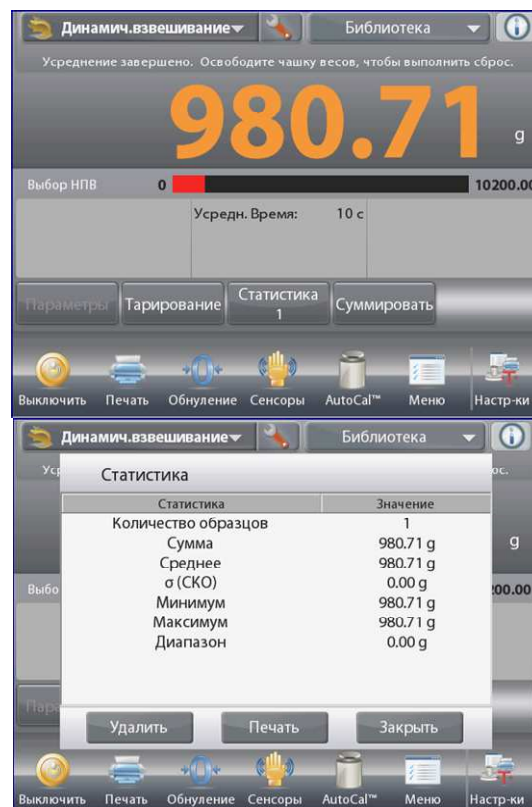 Динамич.взвешивание
Библиотека
Усреднение завершено. Освободите чашку весов, чтобы выполнить сброс.
980.71 g
Выбор НПВ 0 10200.00
Усредн. Время: 10 с
Параметры Тарирование Статистика 1 Суммировать
Выключить Печать Обнуление Сенсоры AutoCal™ Меню Настр-ки
Динамич.взвешивание
Библиотека
Статистика
g
Статистика Значение
Количество образцов 1
Сумма 980.71 g
Среднее 980.71 g
σ (СКО) 0.00 g
Минимум 980.71 g
Максимум 980.71 g
Диапазон 0.00 g
Удалить Печать Закрыть
Выключить Печать Обнуление Сенсоры AutoCal™ Меню Настр-ки